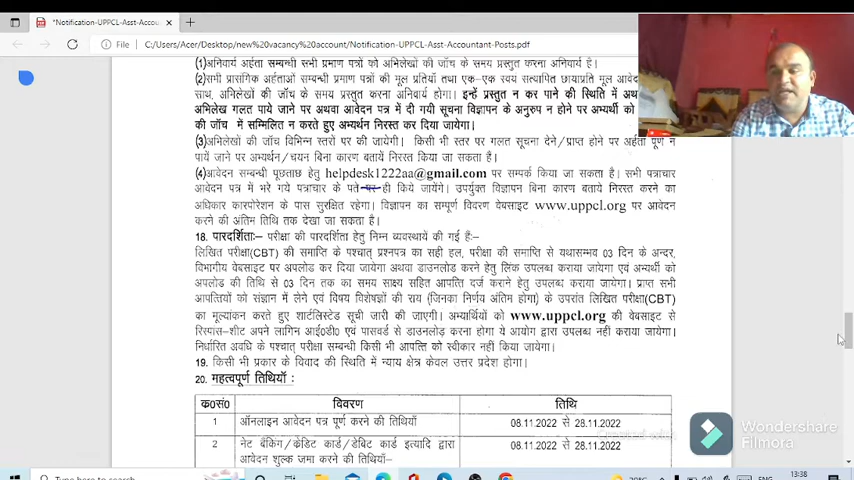 *Notification-UPPCL-Asst-Accou
File
C:/Users/Acer/Desktop/new%20vacancy%20account/Notification-UPPCL-Asst-Accountant-Posts.pdf
(1)अनिवार्य अर्हता सम्बन्धी सभी प्रमाण पत्रों को अभिलेखों की जाँच के समय प्रस्तुत करना अनिवार्य है।
(2)सभी प्रासंगिक अर्हताओं सम्बन्धी प्रमाण पत्रों की मूल प्रतियाँ तथा एक-एक स्वयं सत्यापित छायाप्रति मूल आवेद
साथ, अभिलेखों की जाँच के समय प्रस्तुत करना अनिवार्य होगा। इन्हें प्रस्तुत न कर पाने की स्थिति में अथ
अभिलेख गलत पाये जाने पर अथवा आवेदन पत्र में दी गयी सूचना विज्ञापन के अनुरुप न होने पर अभ्यर्थी को
की जाँच में सम्मिलित न करते हुए अभ्यर्थन निरस्त कर दिया जायेगा।
(3)अभिलेखों की जाँच विभिन्न स्तरों पर की जायेगी। किसी भी स्तर पर गलत सूचना देने/प्राप्त होने पर अर्हता पूर्ण न
पायें जाने पर अभ्यर्थन/चयन बिना कारण बतायें निरस्त किया जा सकता है।
(4)आवेदन सम्बन्धी पूछताछ हेतु helpdesk1222aa@gmail.com पर सम्पर्क किया जा सकता है। सभी पत्राचार
आवेदन पत्र में भरे गये पत्राचार के पते पर ही किये जायेंगे। उपर्युक्त विज्ञापन बिना कारण बताये निरस्त करने का
अधिकार कारपोरेशन के पास सुरक्षित रहेगा। विज्ञापन का सम्पूर्ण विवरण वेबसाइट www.uppcl.org पर आवेदन
करने की अंतिम तिथि तक देखा जा सकता है।
18. पारदर्शिताः- परीक्षा की पारदर्शिता हेतु निम्न व्यवस्थायें की गई हैः-
लिखित परीक्षा(CBT) की समाप्ति के पश्चात् प्रश्नपत्र का सही हल, परीक्षा की समाप्ति से यथासम्भव 03 दिन के अन्दर,
विभागीय वेबसाइट पर अपलोड कर दिया जायेगा अथवा डाउनलोड करने हेतु लिंक उपलब्ध कराया जायेगा एवं अभ्यर्थी को
अपलोड की तिथि से 03 दिन तक का समय साक्ष्य सहित आपत्ति दर्ज कराने हेतु उपलब्ध कराया जायेगा। प्राप्त सभी
आपत्तियों को संज्ञान में लेने एवं विषय विशेषज्ञों की राय (जिनका निर्णय अंतिम होगा) के उपरांत लिखित परीक्षा(CBT)
का मूल्यांकन करते हुए शार्टलिस्टेड सूची जारी की जाएगी। अभ्यार्थियों को www.uppcl.org की वेबसाइट से
रिस्पांस-शीट अपने लागिन आई0डी0 एवं पासवर्ड से डाउनलोड़ करना होगा ये आयोग द्वारा उपलब्ध नहीं कराया जायेगा।
निर्धारित अवधि के पश्चात् परीक्षा सम्बन्धी किसी भी आपत्ति को स्वीकार नहीं किया जायेगा।
19. किसी भी प्रकार के विवाद की स्थिति में न्याय क्षेत्र केवल उत्तर प्रदेश होगा।
20. महत्वपूर्ण तिथियाँ :
क0सं0 विवरण तिथि
1 ऑनलाइन आवेदन पत्र पूर्ण करने की तिथियाँ 08.11.2022 से 28.11.2022
2 नेट बैंकिंग/क्रेडिट कार्ड/डेबिट कार्ड इत्यादि द्वारा 08.11.2022 से 28.11.2022
आवेदन शुल्क जमा करने की तिथियाँ-
Created with
Wondershare
Filmora
Type here to search
ENG
13:38